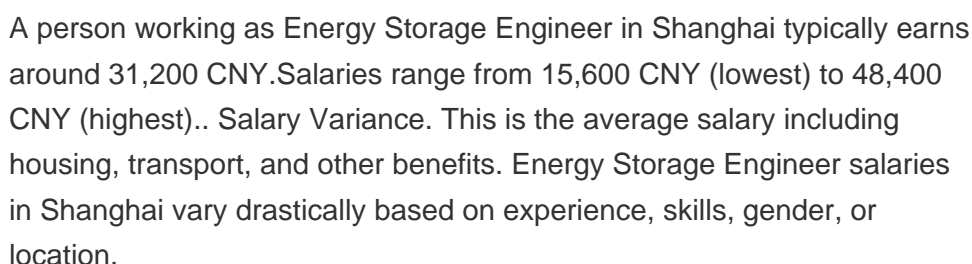 A person working as Energy Storage Engineer in Shanghai typically earns
around 31,200 CNY.Salaries range from 15,600 CNY (lowest) to 48,400
CNY (highest).. Salary Variance. This is the average salary including
housing, transport, and other benefits. Energy Storage Engineer salaries
in Shanghai vary drastically based on experience, skills, gender, or
location.